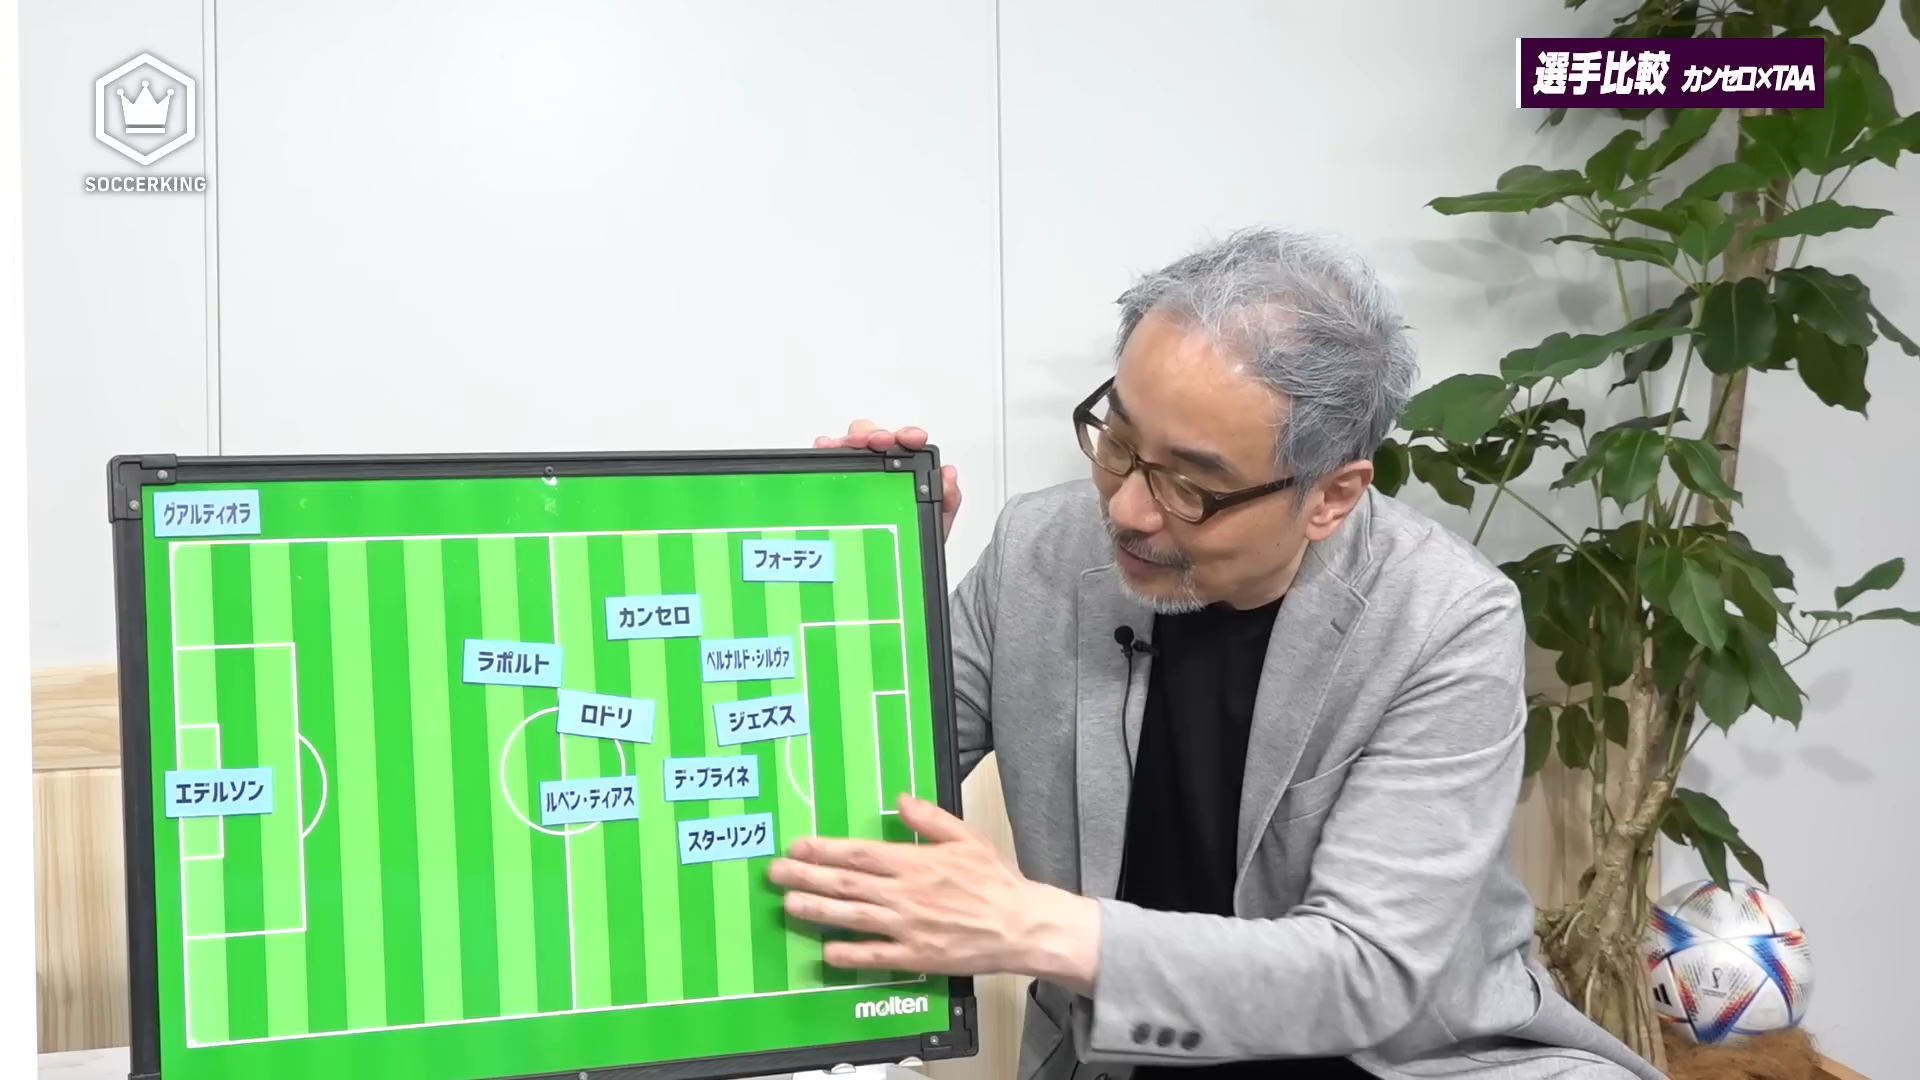 SOCCERKING
選手比較 カンセロ×TAA
グアルディオラ
フォーデン
カンセロ
ラポルト
ベルナルド・シルヴァ
ロドリ
ジェズス
エデルソン
ルベン・ディアス
デ・ブライネ
スターリング
molten